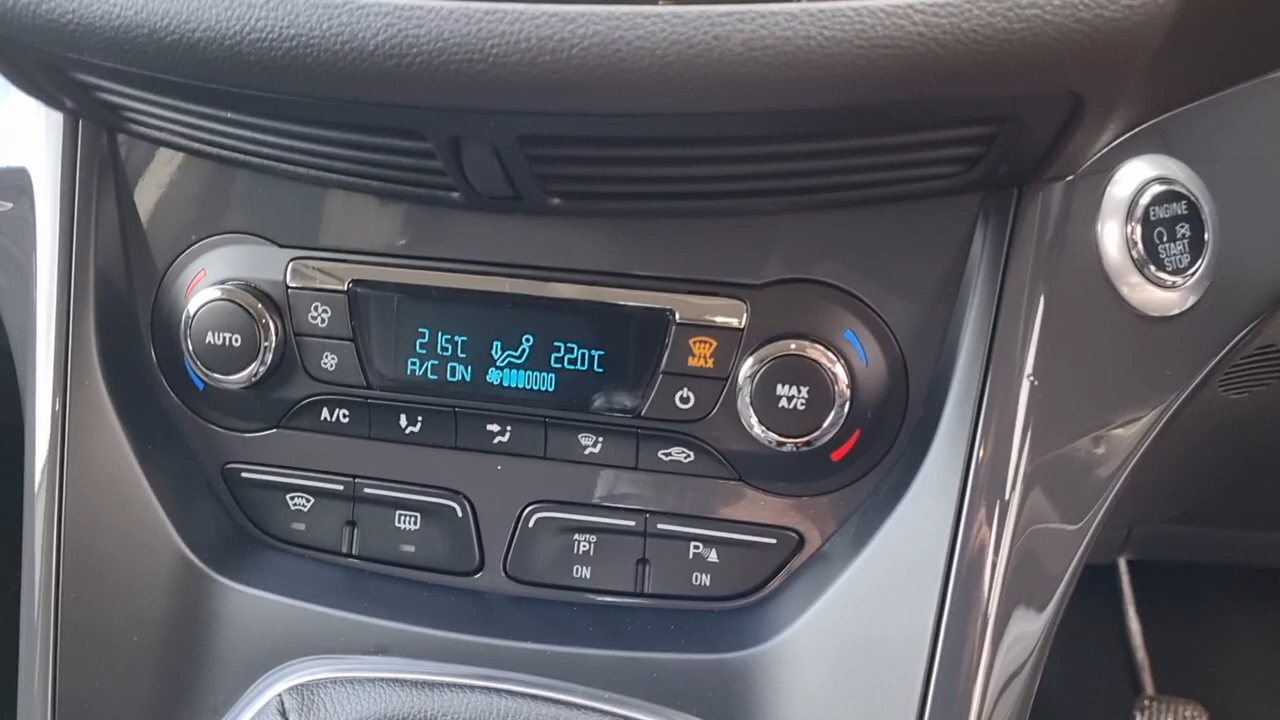 ENGINE
START
STOP
AUTO
21.5°C 22.0°C
A/C ON
MAX
MAX
A/C
A/C
AUTO
P
ON
P
ON